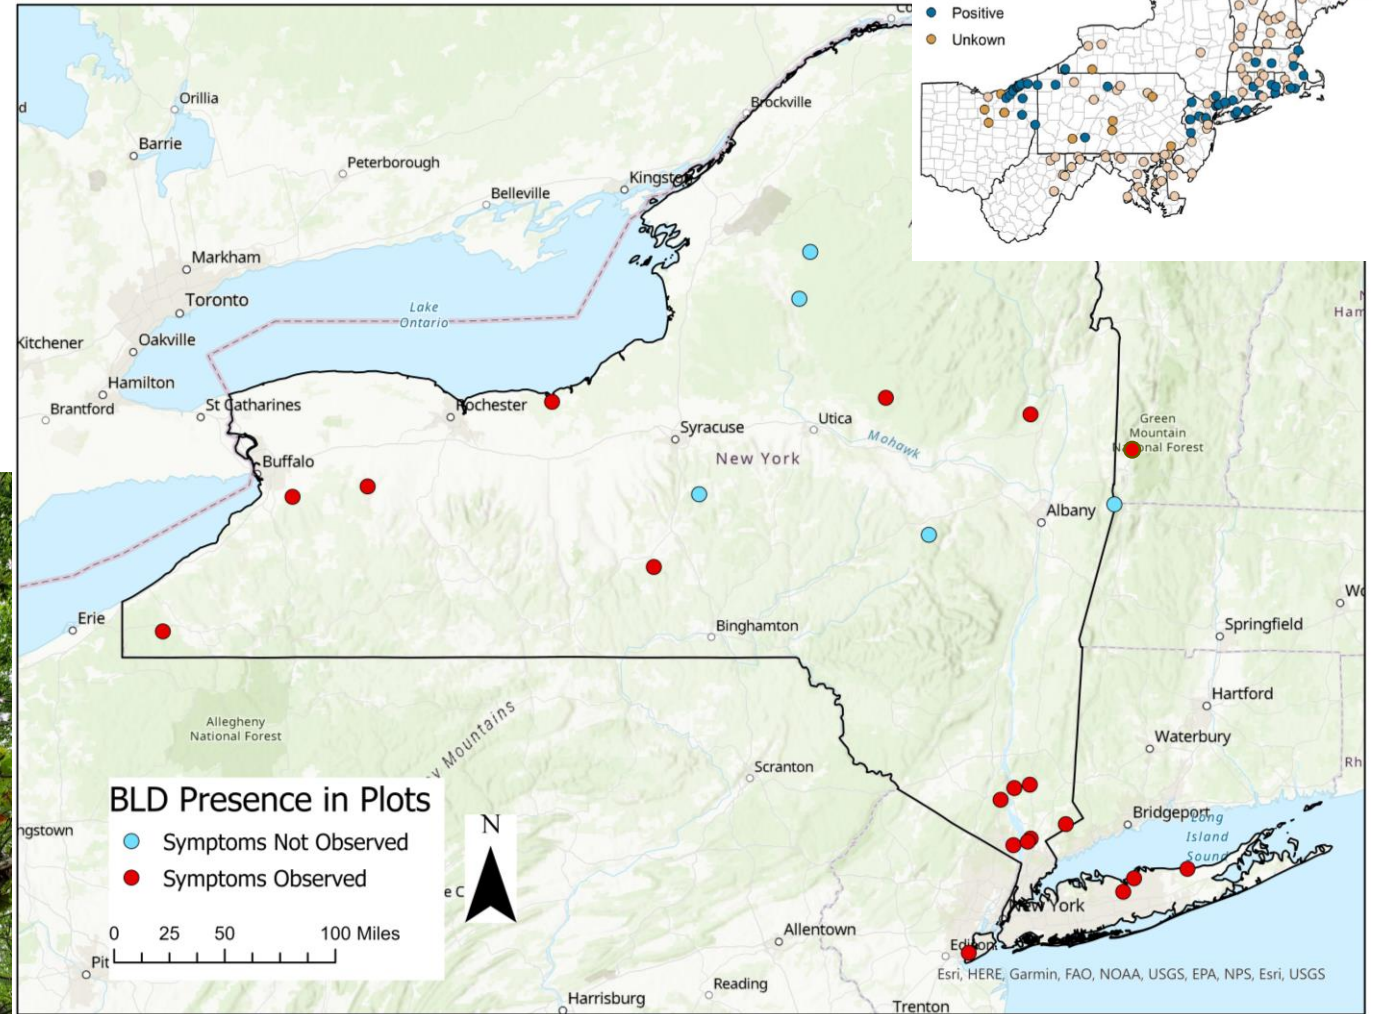 Positive
Unkown
Orillia
Barrie
Peterborough
Brockville
Kingston
Belleville
Markham
Toronto
Lake
Ontario
Kitchener
Oakville
Hamilton
Brantford
St Catharines
Rochester
Syracuse
Utica
Mohawk
Green
Mountain
National Forest
New York
Buffalo
Albany
Erie
Binghamton
Springfield
Hartford
Allegheny
National Forest
Waterbury
Mountains
Scranton
Bridgeport
Long
Island
Sound
BLD Presence in Plots
Symptoms Not Observed
Symptoms Observed
0 25 50 100 Miles
N
New York
Allentown
Edison
Esri, HERE, Garmin, FAO, NOAA, USGS, EPA, NPS, Esri, USGS
Reading
Harrisburg
Trenton